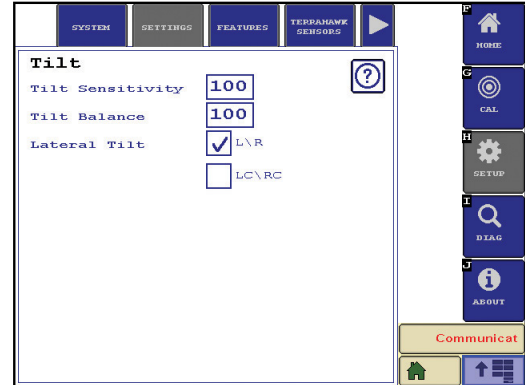 SYSTEM
SETTINGS
FEATURES
TERRAHAWK
SENSORS
Tilt
?
Tilt Sensitivity 100
Tilt Balance 100
Lateral Tilt L\R
LC\RC
F
HOME
G
CAL
H
SETUP
I
DIAG
J
ABOUT
Communicat